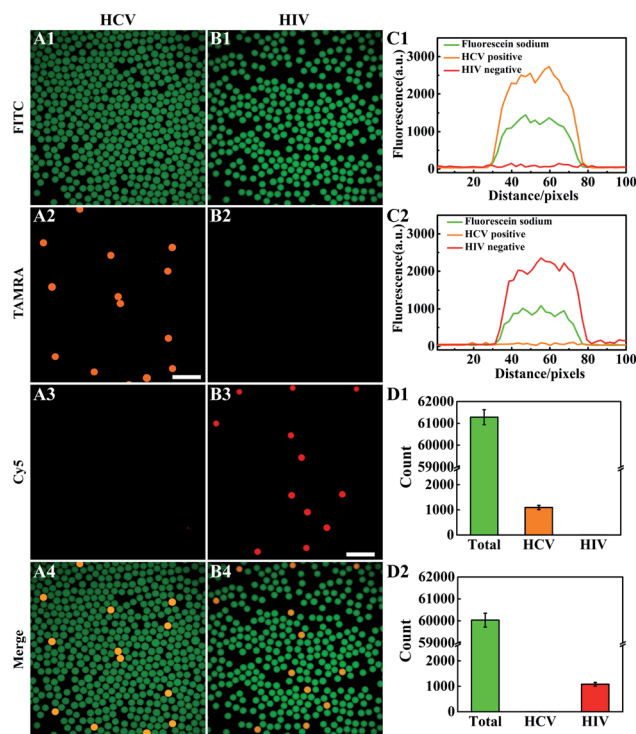 HCV
HIV
A1
B1
FITC
A2
B2
TAMRA
A3
B3
Cy5
A4
B4
Merge
C1
Fluorescein sodium
HCV positive
HIV negative
3000
2000
1000
0
Fluorescence(a.u.)
0 20 40 60 80 100
Distance/pixels
C2
Fluorescein sodium
HCV positive
HIV negative
3000
2000
1000
0
Fluorescence(a.u.)
0 20 40 60 80 100
Distance/pixels
D1
62000
61000
59000
2000
1000
0
Count
Total HCV HIV
D2
62000
60000
59000
2000
1000
0
Count
Total HCV HIV